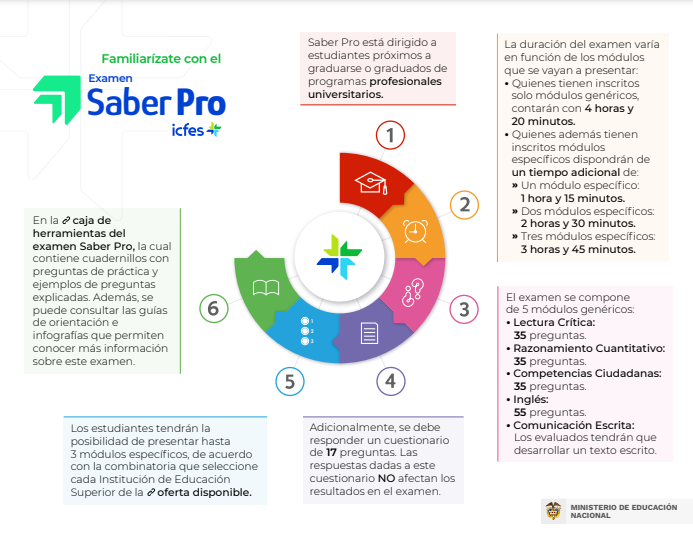 Familiarízate con el
Examen
Saber Pro
icfes
Saber Pro está dirigido a
estudiantes próximos a
graduarse o graduados de
programas profesionales
universitarios.
1
La duración del examen varía
en función de los módulos
que se vayan a presentar:
• Quienes tienen inscritos
solo módulos genéricos,
contarán con 4 horas y
20 minutos.
• Quienes además tienen
inscritos módulos
específicos dispondrán de
un tiempo adicional de:
» Un módulo específico:
1 hora y 15 minutos.
» Dos módulos específicos:
2 horas y 30 minutos.
» Tres módulos específicos:
3 horas y 45 minutos.
2
El examen se compone
de 5 módulos genéricos:
• Lectura Crítica:
35 preguntas.
• Razonamiento Cuantitativo:
35 preguntas.
• Competencias Ciudadanas:
35 preguntas.
• Inglés:
55 preguntas.
• Comunicación Escrita:
Los evaluados tendrán que
desarrollar un texto escrito.
3
Adicionalmente, se debe
responder un cuestionario
de 17 preguntas. Las
respuestas dadas a este
cuestionario NO afectan los
resultados en el examen.
4
Los estudiantes tendrán la
posibilidad de presentar hasta
3 módulos específicos, de acuerdo
con la combinatoria que seleccione
cada Institución de Educación
Superior de la oferta disponible.
5
1
2
3
En la caja de
herramientas del
examen Saber Pro, la cual
contiene cuadernillos con
preguntas de práctica y
ejemplos de preguntas
explicadas. Además, se
puede consultar las guías
de orientación e
infografías que permiten
conocer más información
sobre este examen.
6
MINISTERIO DE EDUCACIÓN
NACIONAL